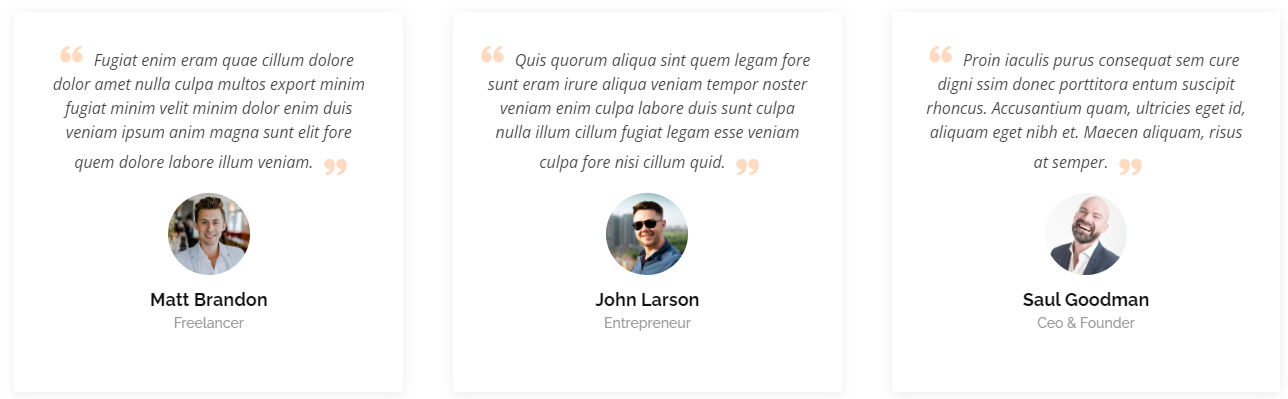 “ Fugiat enim eram quae cillum dolore
dolor amet nulla culpa multos export minim
fugiat minim velit minim dolor enim duis
veniam ipsum anim magna sunt elit fore
quem dolore labore illum veniam. ”
Matt Brandon
Freelancer
“ Quis quorum aliqua sint quem legam fore
sunt eram irure aliqua veniam tempor noster
veniam enim culpa labore duis sunt culpa
nulla illum cillum fugiat legam esse veniam
culpa fore nisi cillum quid. ”
John Larson
Entrepreneur
“ Proin iaculis purus consequat sem cure
digni ssim donec porttitora entum suscipit
rhoncus. Accusantium quam, ultricies eget id,
aliquam eget nibh et. Maecen aliquam, risus
at semper. ”
Saul Goodman
Ceo & Founder